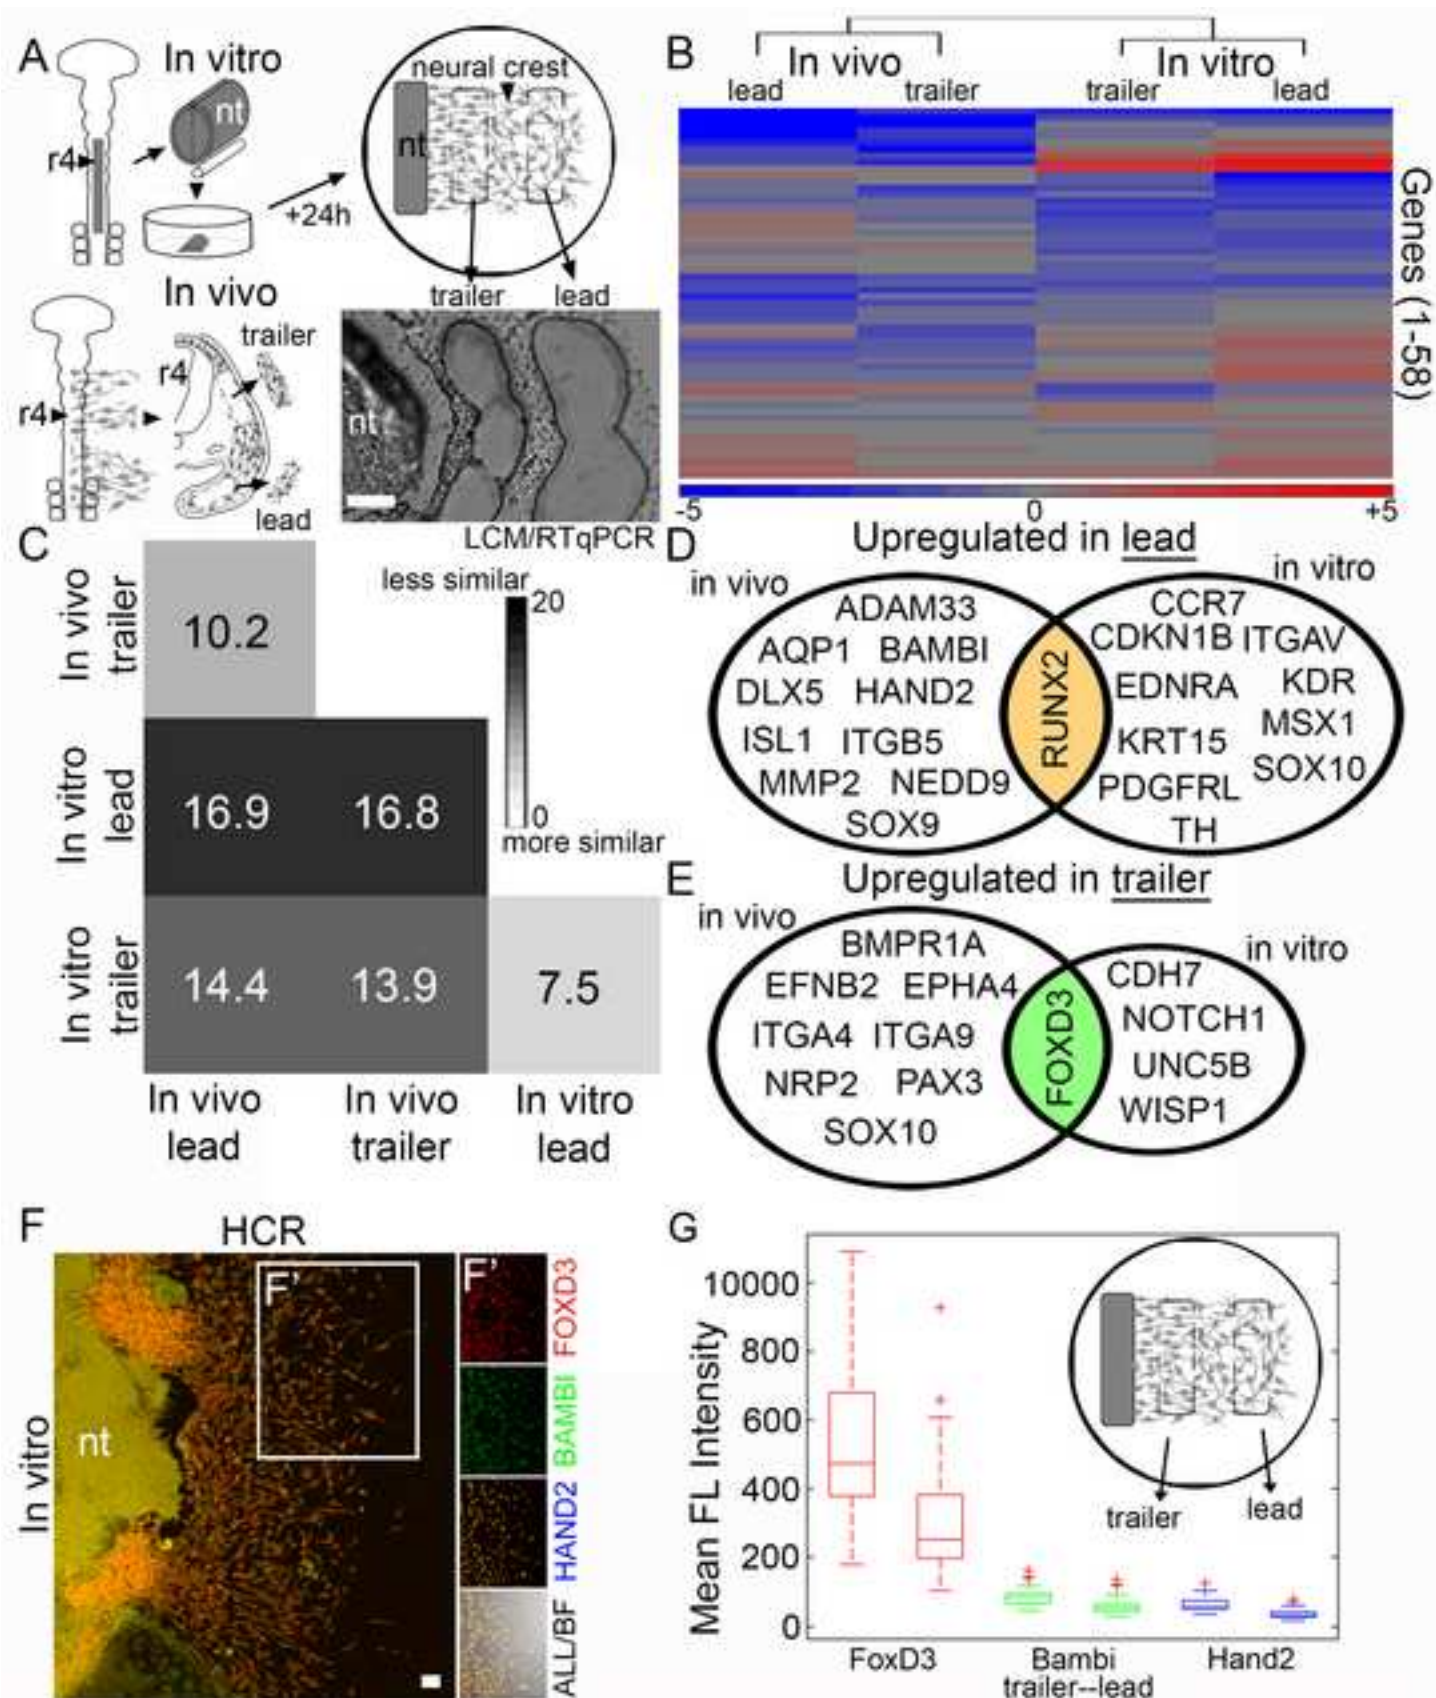 A
In vitro
nt
r4
+24h
neural crest
nt
trailer
lead
In vivo
r4
r4
trailer
lead
nt
LCM/RTqPCR
B
In vivo
In vitro
lead
trailer
trailer
lead
Genes (1-58)
-5
0
+5
C
In vivo trailer
10.2
less similar
20
0
more similar
In vitro lead
16.9
16.8
In vitro trailer
14.4
13.9
7.5
In vivo lead
In vivo trailer
In vitro lead
D
Upregulated in lead
in vivo
in vitro
ADAM33
AQP1 BAMBI
DLX5 HAND2
ISL1 ITGB5
MMP2 NEDD9
SOX9
RUNX2
CCR7
CDKN1B ITGAV
EDNRA KDR
MSX1
KRT15
SOX10
PDGFRL
TH
E
Upregulated in trailer
in vivo
in vitro
BMPR1A
EFNB2 EPHA4
ITGA4 ITGA9
NRP2 PAX3
SOX10
FOXD3
CDH7
NOTCH1
UNC5B
WISP1
F
HCR
In vitro
nt
F'
F'
FOXD3
BAMBI
HAND2
ALL/BF
G
Mean FL Intensity
10000
800
600
400
200
0
trailer
lead
FoxD3
Bambi
Hand2
trailer--lead